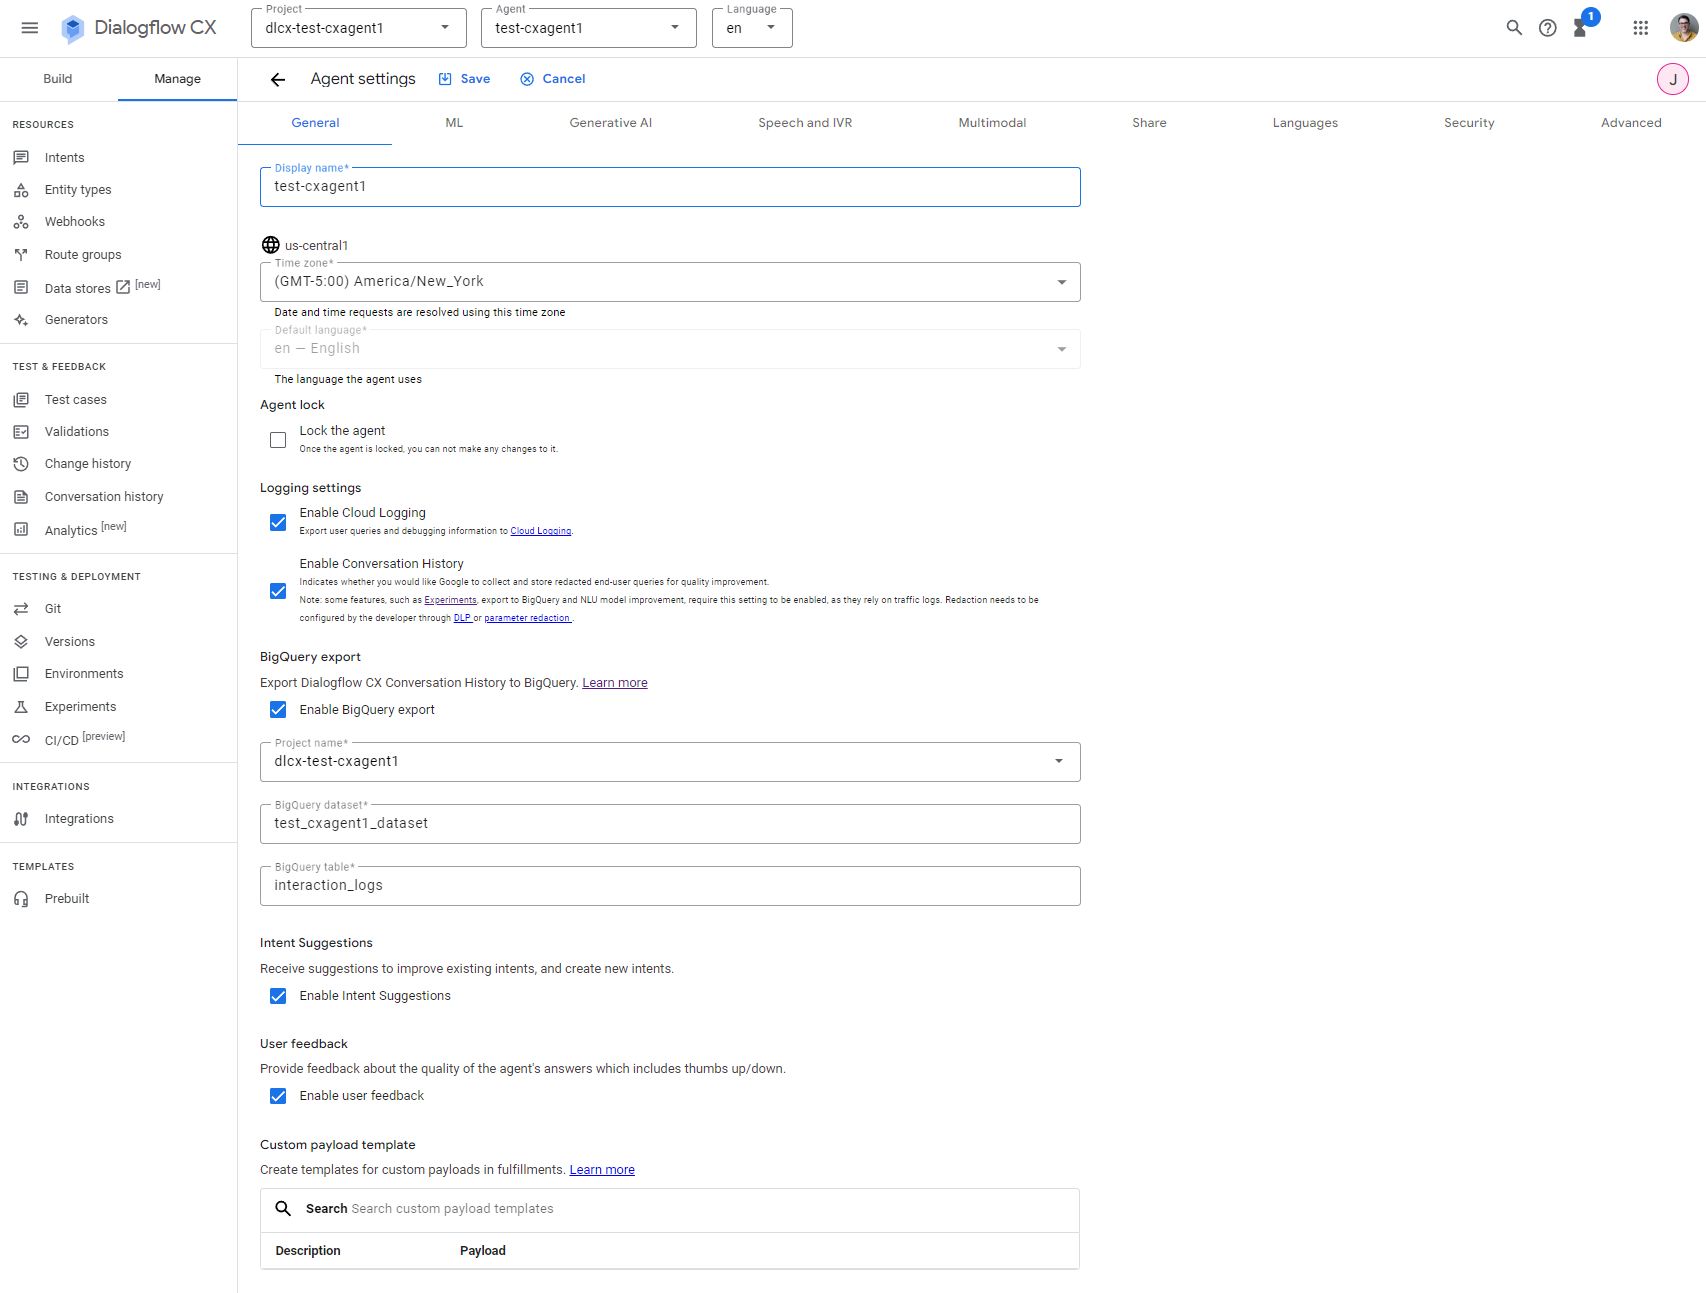 Dialogflow CX
Project
dlcx-test-cxagent1
Agent
test-cxagent1
Language
en
1
Build
Manage
Agent settings
Save
Cancel
J
RESOURCES
Intents
Entity types
Webhooks
Route groups
Data stores [new]
Generators
TEST & FEEDBACK
Test cases
Validations
Change history
Conversation history
Analytics [new]
TESTING & DEPLOYMENT
Git
Versions
Environments
Experiments
CI/CD [preview]
INTEGRATIONS
Integrations
TEMPLATES
Prebuilt
General
ML
Generative AI
Speech and IVR
Multimodal
Share
Languages
Security
Advanced
Display name*
test-cxagent1
us-central1
Time zone*
(GMT-5:00) America/New_York
Date and time requests are resolved using this time zone
Default language*
en — English
The language the agent uses
Agent lock
Lock the agent
Once the agent is locked, you can not make any changes to it.
Logging settings
Enable Cloud Logging
Export user queries and debugging information to Cloud Logging.
Enable Conversation History
Indicates whether you would like Google to collect and store redacted end-user queries for quality improvement.
Note: some features, such as Experiments, export to BigQuery and NLU model improvement, require this setting to be enabled, as they rely on traffic logs. Redaction needs to be
configured by the developer through DLP or parameter redaction .
BigQuery export
Export Dialogflow CX Conversation History to BigQuery. Learn more
Enable BigQuery export
Project name*
dlcx-test-cxagent1
BigQuery dataset*
test_cxagent1_dataset
BigQuery table*
interaction_logs
Intent Suggestions
Receive suggestions to improve existing intents, and create new intents.
Enable Intent Suggestions
User feedback
Provide feedback about the quality of the agent's answers which includes thumbs up/down.
Enable user feedback
Custom payload template
Create templates for custom payloads in fulfillments. Learn more
Search Search custom payload templates
Description
Payload